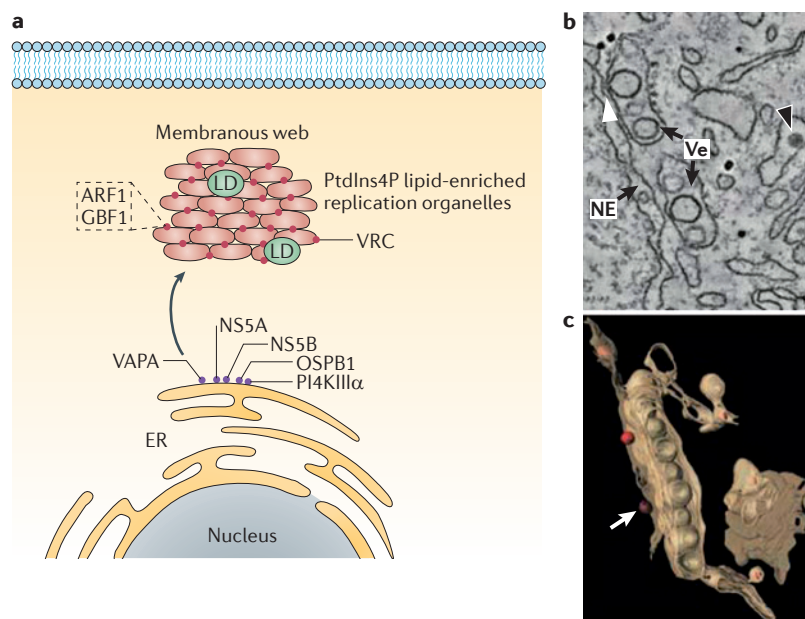 a
Membranous web
LD
ARF1
GBF1
PtdIns4P lipid-enriched
replication organelles
VRC
LD
NS5A
NS5B
VAPA
OSPB1
PI4KIIIα
ER
Nucleus
b
Ve
NE
c